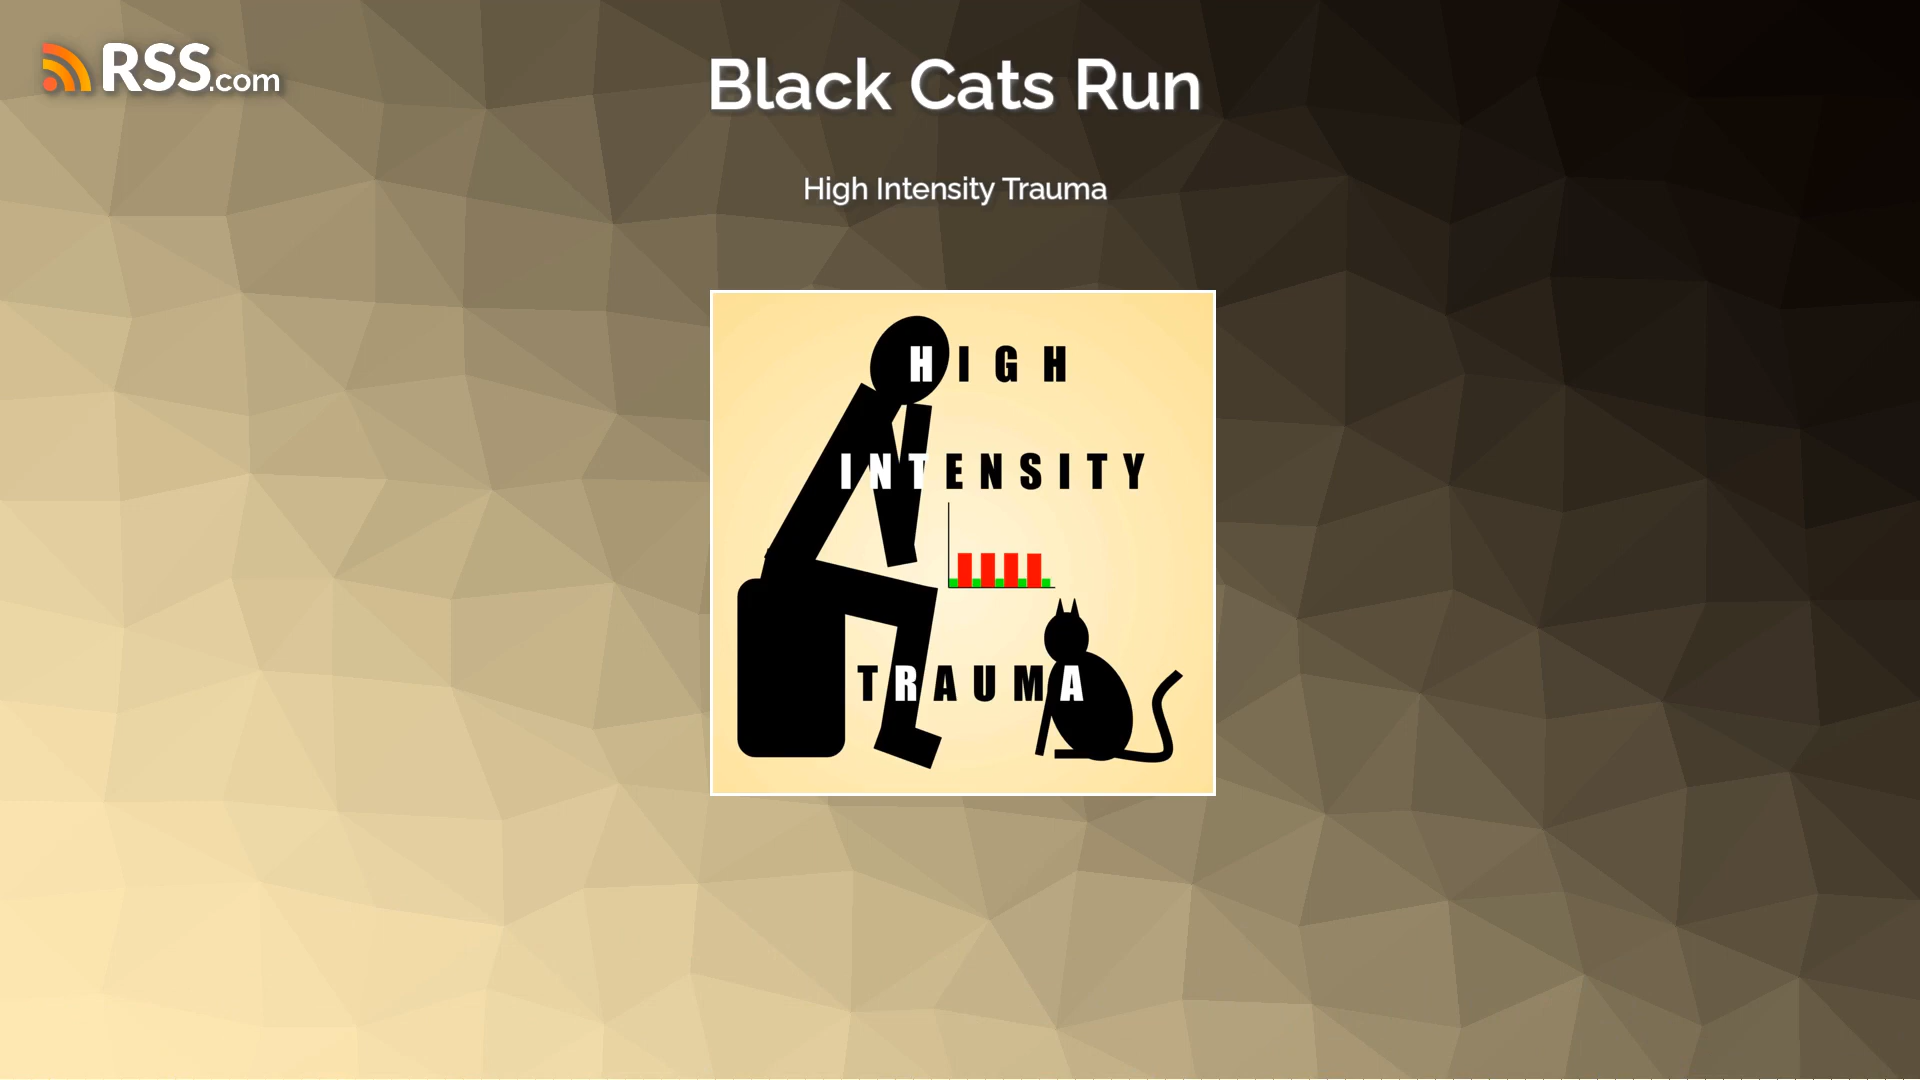 RSS.com
Black Cats Run
High Intensity Trauma
HIGH
INTENSITY
TRAUMA